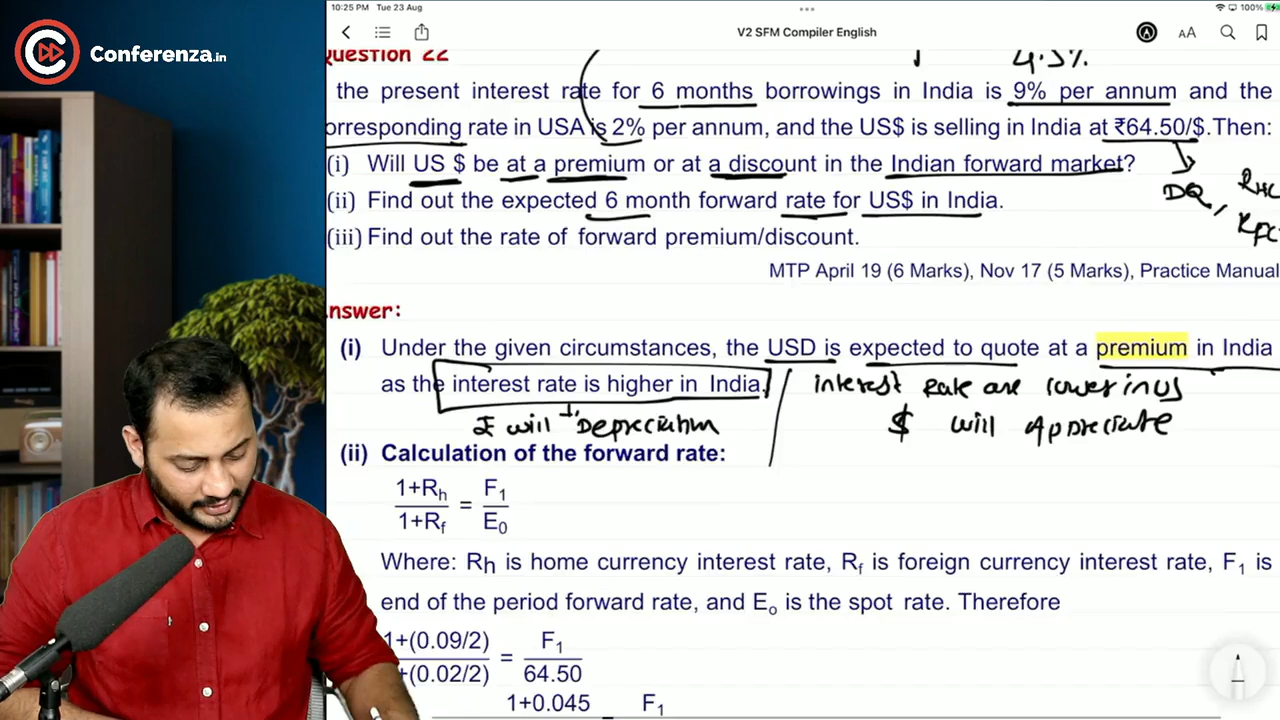 10:25 PM Tue 23 Aug
100%
Conferenza.in
V2 SFM Compiler English
AA
uestion 22
4.5%
the present interest rate for 6 months borrowings in India is 9% per annum and the
orresponding rate in USA is 2% per annum, and the US$ is selling in India at ₹64.50/$.Then:
(i) Will US $ be at a premium or at a discount in the Indian forward market?
DQ,
(ii) Find out the expected 6 month forward rate for US$ in India.
(iii) Find out the rate of forward premium/discount.
MTP April 19 (6 Marks), Nov 17 (5 Marks), Practice Manual
nswer:
(i) Under the given circumstances, the USD is expected to quote at a premium in India
as the interest rate is higher in India.
interest Rate are lower in US
₹ will Depreciation
$ will Appreciate
(ii) Calculation of the forward rate:
1+Rh / 1+Rf = F1 / E0
Where: Rh is home currency interest rate, Rf is foreign currency interest rate, F1 is
end of the period forward rate, and Eo is the spot rate. Therefore
1+(0.09/2) / +(0.02/2) = F1 / 64.50
1+0.045 F1